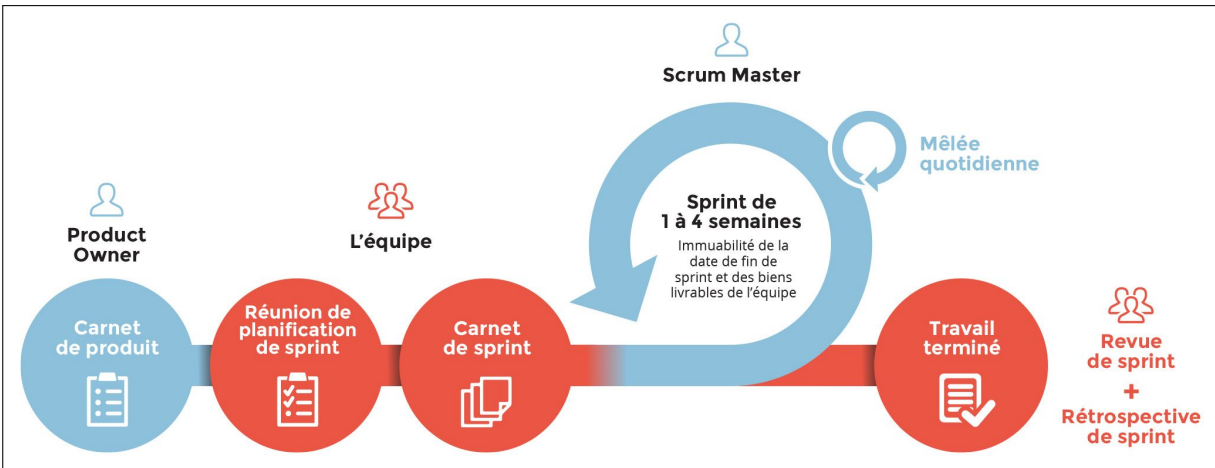 Scrum Master
Mêlée
quotidienne
Product
Owner
L'équipe
Sprint de
1 à 4 semaines
Immuabilité de la
date de fin de
sprint et des biens
livrables de l'équipe
Carnet
de produit
Réunion de
planification
de sprint
Carnet
de sprint
Travail
terminé
Revue
de sprint
+
Rétrospective
de sprint